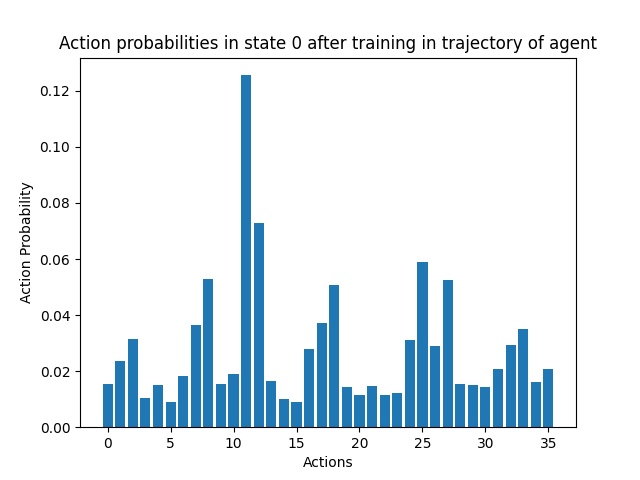 Action probabilities in state 0 after training in trajectory of agent
0.12
0.10
0.08
0.06
0.04
0.02
0.00
Action Probability
0 5 10 15 20 25 30 35
Actions